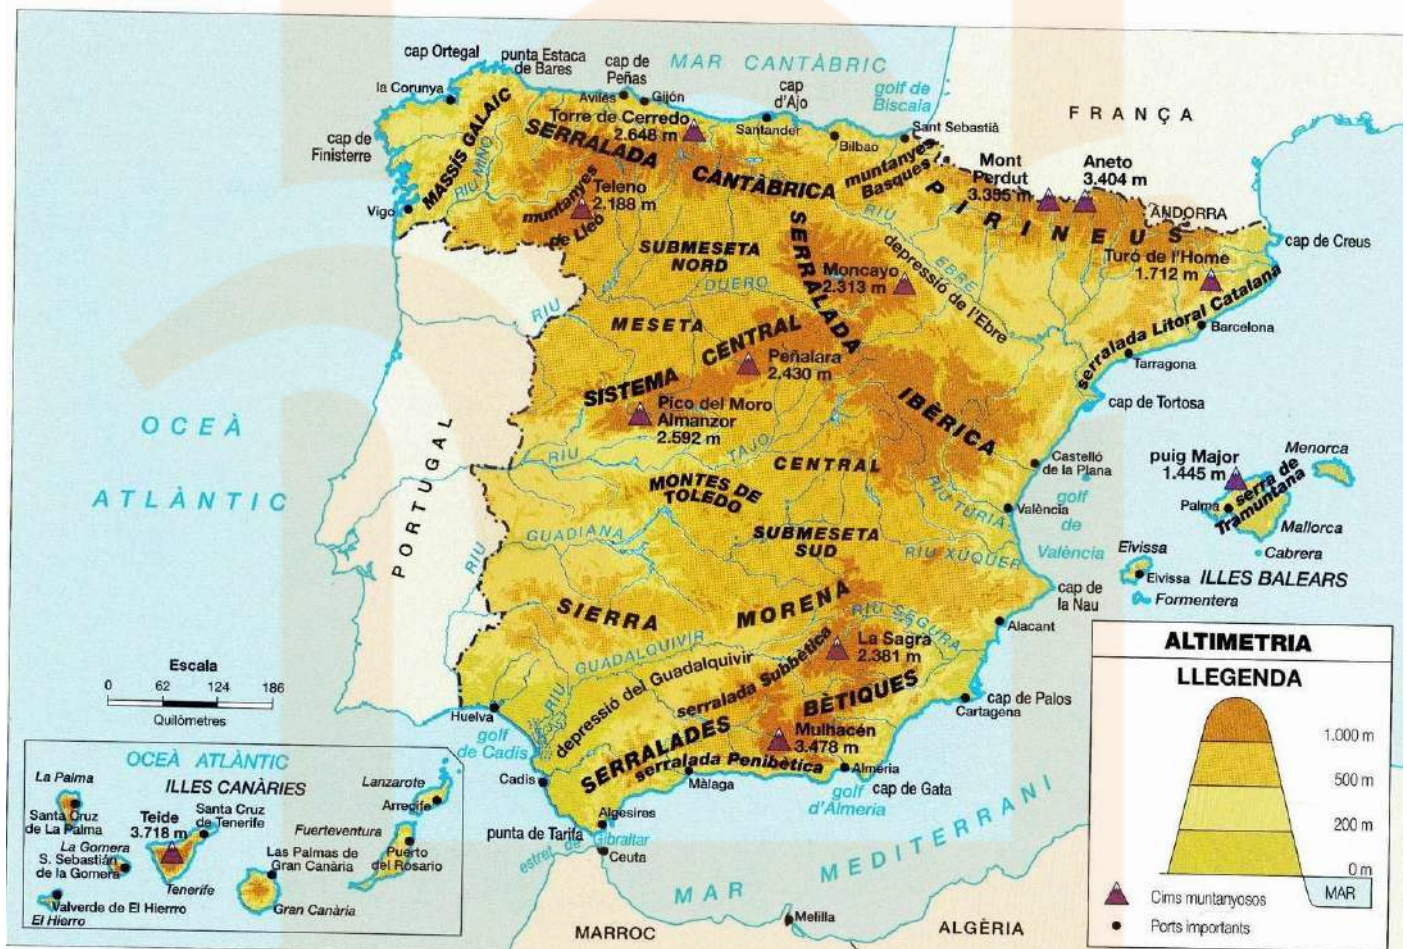 cap Ortegal
punta Estaca
de Bares
cap de
Peñas
MAR CANTÀBRIC
cap
d'Ajo
golf de
Biscaia
la Corunya
Avilés
Gijón
Santander
Bilbao
Sant Sebastià
FRANÇA
cap de
Finisterre
MASSÍS GALAIC
RIU MIÑO
Torre de Cerredo
2.648 m
SERRALADA
CANTÀBRICA
muntanyes
Basques
Mont
Perdut
3.355 m
Aneto
3.404 m
PIRINEUS
ANDORRA
Vigo
muntanyes
de Lleó
Teleno
2.188 m
SUBMESETA
NORD
SERRALADA
IBÈRICA
Moncayo
2.313 m
RIU
EBRE
depressió de l'Ebre
Turó de l'Home
1.712 m
cap de Creus
serralada Litoral Catalana
Barcelona
Tarragona
cap de Tortosa
RIU
DUERO
MESETA
CENTRAL
SISTEMA
CENTRAL
Peñalara
2.430 m
Pico del Moro
Almanzor
2.592 m
RIU
TAJO
OCEÀ
ATLÀNTIC
PORTUGAL
MONTES DE
TOLEDO
Castelló
de la Plana
golf
de
València
València
RIU TURIA
RIU XÚQUER
puig Major
1.445 m
serra de
Tramuntana
Menorca
Palma
Mallorca
Cabrera
Eivissa
Eivissa
ILLES BALEARS
Formentera
RIU
GUADIANA
SUBMESETA
SUD
cap de
la Nau
Alacant
SIERRA
MORENA
RIU SEGURA
La Sagra
2.381 m
RIU
GUADALQUIVIR
depressió del Guadalquivir
serralada Subbètica
SERRALADES
BÈTIQUES
serralada Penibètica
Mulhacén
3.478 m
cap de Palos
Cartagena
Huelva
golf
de Cadis
Cadis
Màlaga
Almeria
golf
d'Almeria
cap de Gata
Algesires
punta de Tarifa
estret de Gibraltar
Ceuta
Melilla
MAR MEDITERRANI
MARROC
ALGÈRIA
Escala
0 62 124 186
Quilòmetres
OCEÀ ATLÀNTIC
ILLES CANÀRIES
La Palma
Santa Cruz
de La Palma
La Gomera
S. Sebastián
de la Gomera
Valverde de El Hierrro
El Hierro
Teide
3.718 m
Santa Cruz
de Tenerife
Tenerife
Las Palmas de
Gran Canària
Gran Canària
Lanzarote
Arrecife
Fuerteventura
Puerto
del Rosario
ALTIMETRIA
LLEGENDA
1.000 m
500 m
200 m
0 m
MAR
Cims muntanyosos
Ports importants